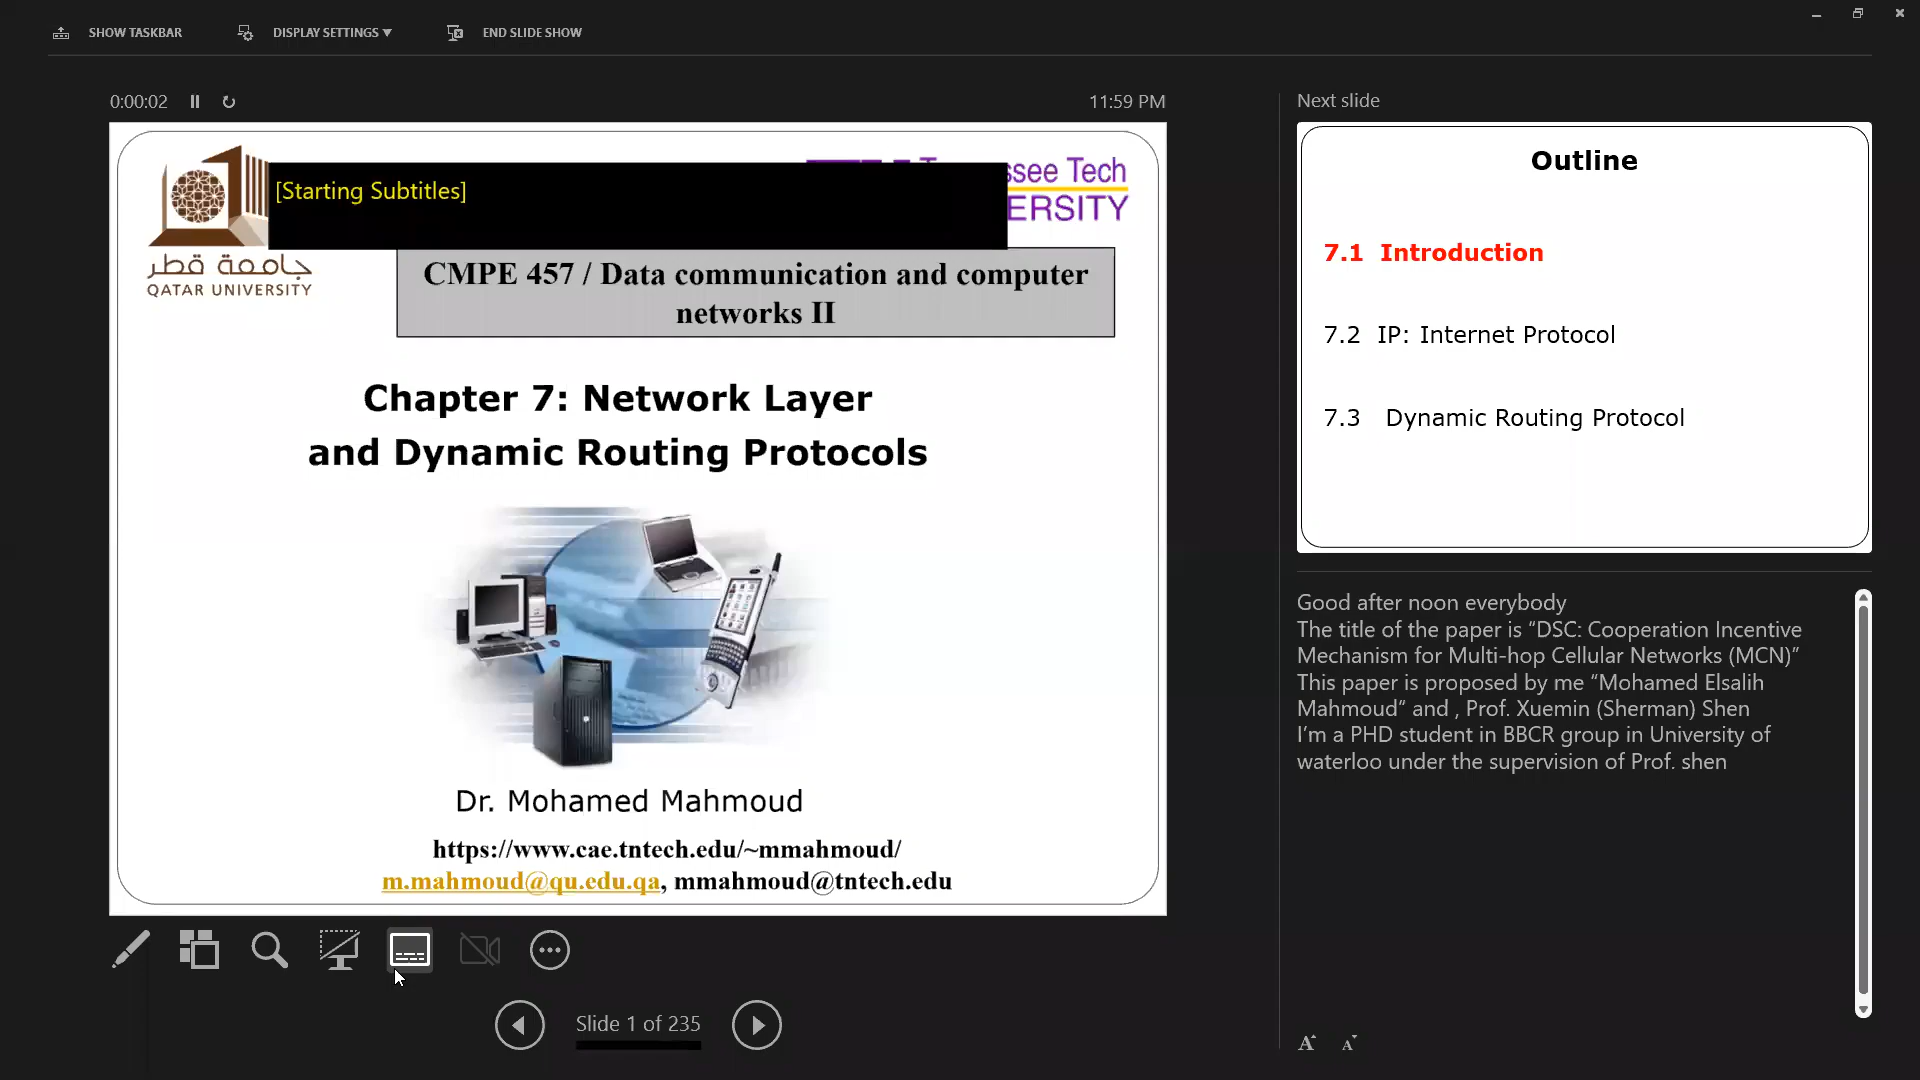 SHOW TASKBAR
DISPLAY SETTINGS ▼
END SLIDE SHOW
0:00:02
11:59 PM
[Starting Subtitles]
ssee Tech
ERSITY
جامعة قطر
QATAR UNIVERSITY
CMPE 457 / Data communication and computer
networks II
Chapter 7: Network Layer
and Dynamic Routing Protocols
Dr. Mohamed Mahmoud
https://www.cae.tntech.edu/~mmahmoud/
m.mahmoud@qu.edu.qa, mmahmoud@tntech.edu
Slide 1 of 235
Next slide
Outline
7.1 Introduction
7.2 IP: Internet Protocol
7.3 Dynamic Routing Protocol
Good after noon everybody
The title of the paper is “DSC: Cooperation Incentive
Mechanism for Multi-hop Cellular Networks (MCN)”
This paper is proposed by me “Mohamed Elsalih
Mahmoud” and , Prof. Xuemin (Sherman) Shen
I’m a PHD student in BBCR group in University of
waterloo under the supervision of Prof. shen
A A